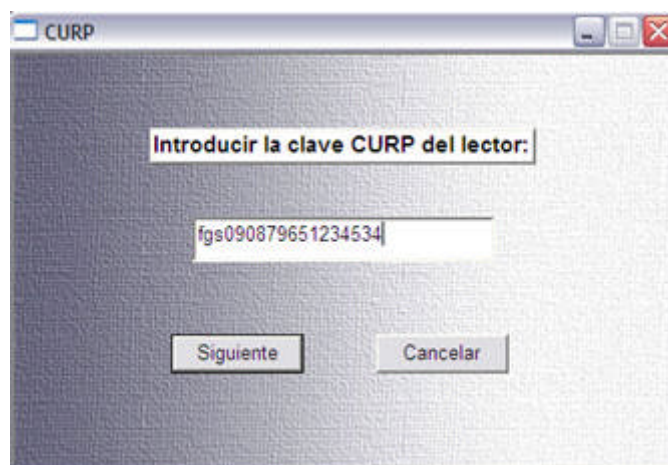 CURP
Introducir la clave CURP del lector:
fgs090879651234534
Siguiente
Cancelar